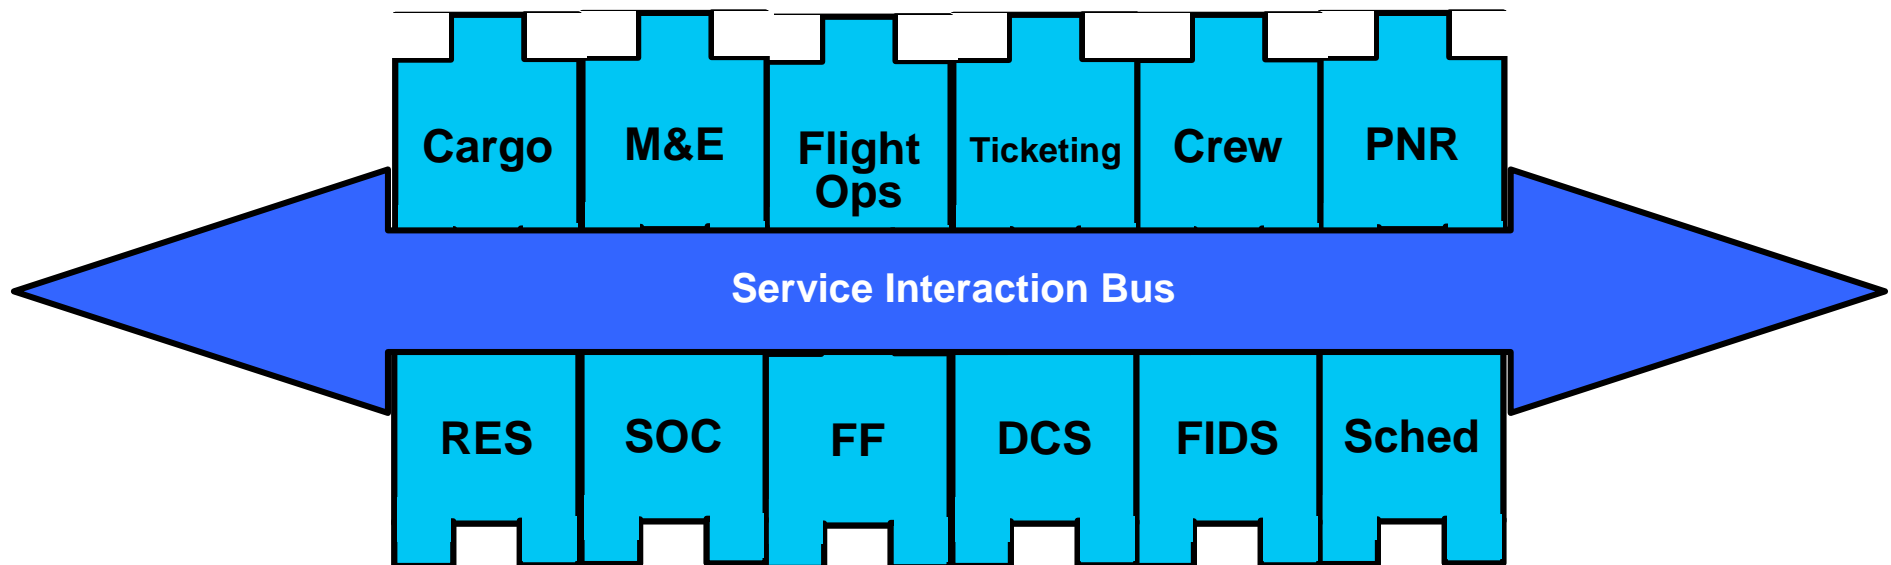 Cargo
M&E
Flight
Ops
Ticketing
Crew
PNR
Service Interaction Bus
RES
SOC
FF
DCS
FIDS
Sched